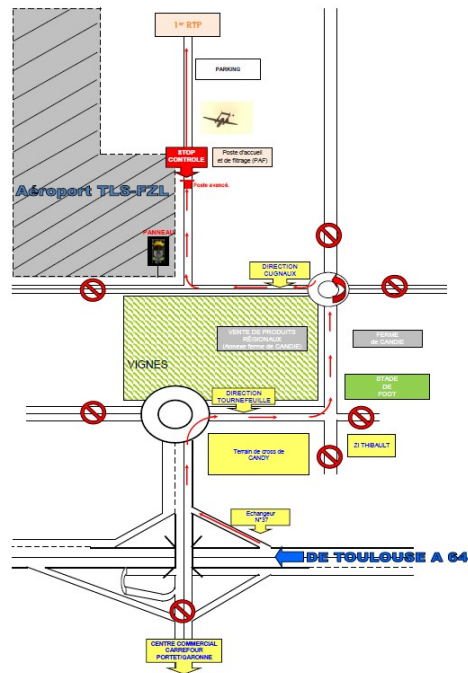 1er RTP
PARKING
STOP
CONTROLE
Poste d'accueil
et de filtrage (PAF)
Poste avancé.
Aéroport TLS-FZL
PANNEAU
DIRECTION
CUGNAUX
VENTE DE PRODUITS
RÉGIONAUX
(Annexe ferme de CANDIE)
FERME
de CANDIE
VIGNES
STADE
DE
FOOT
DIRECTION
TOURNEFEUILLE
Terrain de cross de
CANDY
ZI THIBAULT
Echangeur
N°37
DE TOULOUSE A 64
CENTRE COMMERCIAL
CARREFOUR
PORTET/GARONNE